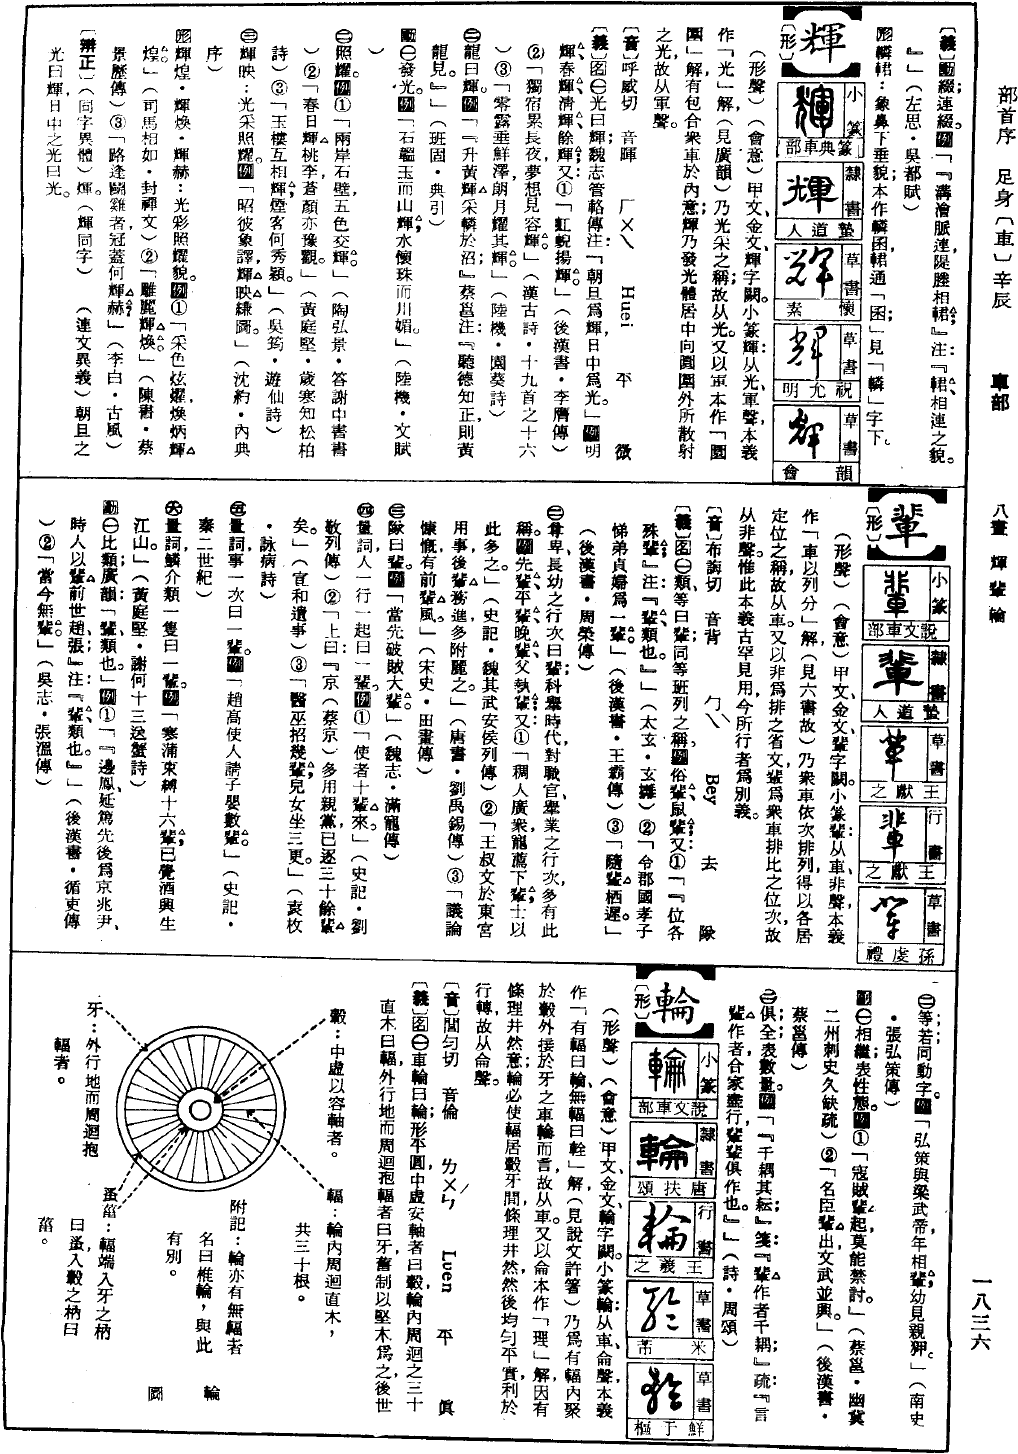 部首序 足身〔車〕辛辰 車部 八畫 輝 輩 輪 一八三六
』」(左思・吳都賦)
形轔輑:象鼻下垂貌本作轔囷輑通「囷」見「轔」字下。
輝
〔形〕
小篆 部車典篆
隸書 人道蟄
草書 素懷
草書 明允祝
草書 會韻
(形聲)(會意)甲文、金文輝字闕。小篆輝:从光、軍聲,本義
作「光」解(見廣韻)乃光采之稱,故从光。又以軍本作「圜
圍」解,有包合衆車於內意,輝乃發光體居中向圜圍外所散射
之光,故从軍聲。
〔音〕呼威切 音暉 ㄏㄨㄟ Huei 平 微
〔義〕名㊀光曰輝;魏志管輅傳注:「朝旦爲輝,日中爲光」例明
輝、春輝、清輝、餘輝;又①「虹蜺揚輝。」(後漢書・李膺傳)
②「獨宿累長夜,夢想見容輝。」(漢古詩・十九首之十六
)③「零露垂鮮澤,朗月耀其輝。」(陸機・園葵詩)
㊁龍曰輝。例「『升黃輝采鱗於沼』蔡邕注:『聽德知正則黃
龍見。』」(班固・典引)
動㊀發光例「石韞玉而山輝,水懷珠而川媚。」(陸機・文賦
)
㊁照耀。例①「兩岸石壁,五色交輝。」(陶弘景・答謝中書書
)②「春日輝桃李,蒼顏亦豫觀。」(黃庭堅・歲寒知松柏
詩)③「玉樓互相輝,煙客何秀穎。」(吳筠・遊仙詩)
㊂輝映:光采照耀。例「昭彼象譯,輝映縑圖。」(沈約・內典
序)
形輝煌・輝煥・輝赫:光彩照耀貌。例①「采色炫燿,煥炳輝
煌。」(司馬相如・封禪文)②「雕麗輝煥。」(陳書・蔡
景歷傳)③「路逢鬬雞者,冠蓋何輝赫」(李白・古風)
〔辨正〕(同字異體)煇。(輝同字) (連文異義)朝旦之
光曰輝,日中之光曰光。
輩
〔形〕
小篆 部車文說
隸書 人道蟄
草書 之獻王
行書 之獻王
草書 禮虔孫
(形聲)(會意)甲文、金文輩字闕。小篆輩:从車、非聲,本義
作「車以列分」解(見六書故)乃衆車依次排列,得以各居
定位之稱,故从車。又以非爲排之省文,輩爲衆車排比之位次,故
从非聲。惟此本義古罕見用,今所行者爲別義。
〔音〕布誨切 音背 ㄅㄟˋ Bey 去 隊
〔義〕名㊀類等曰輩;同等班列之稱。例俗輩、鼠輩;又①「『位各
殊輩』注:『輩類也。』」(太玄・玄攡)②「令郡國孝子
悌弟貞婦爲一輩。」(後漢書・王霸傳)③「隨輩栖遲。」
(後漢書・周榮傳)
㊁尊卑、長幼之行次曰輩;科舉時代對職官、舉業之行次多有此
稱。例先輩、平輩、晚輩、父執輩;又①「稠人廣衆,寵薦下輩;士以
此多之。」(史記・魏其武安侯列傳)②「王叔文於東宮
用事,後輩務進多附麗之。」(唐書・劉禹錫傳)③「議論
慷慨有前輩風。」(宋史・田晝傳)
㊂隊曰輩。例「當先破賊大輩。」(魏志・滿寵傳)
㊃量詞,人一行一起曰一輩。例①「使者十輩來。」(史記・劉
敬列傳)②「上曰:『京(蔡京)多用親黨,已逐三十餘輩
矣。」(宣和遺事)③「醫巫招幾輩,兒女坐三更。」(袁枚
・詠病詩)
㊄量詞,事一次曰一輩。例「趙高使人請子嬰數輩。」(史記・
秦二世紀)
㊅量詞,鱗介類一隻曰一輩。例「寒浦束縛十六輩,已覺酒興生
江山。」(黃庭堅・謝何十三送蟹詩)
動㊀比類;廣韻:「輩,類也。」例①「『邊鳳延篤先後爲京兆尹,
時人以輩前世趙張』注:『輩,類也。』」(後漢書・循吏傳
)②「當今無輩。」(吳志・張溫傳)
㊁等若;同動字。例「弘策與梁武帝年相輩,幼見親狎。」(南史
・張弘策傳)
副㊀相繼;表性態。例①「寇賊輩起,莫能禁討。」(蔡邕・幽冀
二州刺史久缺疏)②「名臣輩出,文武並興。」(後漢書・
蔡邕傳)
㊁俱、全;表數量。例「『千耦其耘』箋『輩作者千耦;』疏:『言
輩作者合家盡行,輩輩俱作也。』」(詩・周頌)
輪
〔形〕
小篆 部車文說
隸書 頌扶唐
行書 之羲王
草書 芾米
草書 樞于鮮
(形聲)(會意)甲文、金文輪字闕。小篆輪:从車、侖聲,本義
作「有輻曰輪,無輻曰輇」解(見說文許箸)乃爲有輻內聚
於轂外接於牙之車輪而言,故从車。又以侖本作「理」解,因有
條理井然意,輪必使輻居轂牙間條理井然,然後均勻平實利於
行轉,故从侖聲。
〔音〕閭勻切 音倫 ㄌㄨㄣˊ Luen 平 眞
〔義〕名㊀車輪曰輪;形平圓,中虛安軸者曰轂,輪內周迴之三十
直木曰輻,外行地而周迴抱輻者曰牙,舊制以堅木爲之,後世
轂:中虛以容軸者。
輻:輪內周迴直木,
共三十根。
牙:外行地而周迴抱
輻者。
蚤菑:輻端入牙之柄
曰蚤,入轂之柄曰
菑。
附記:輪亦有無輻者,
名曰椎輪,與此
有別。
圖 輪